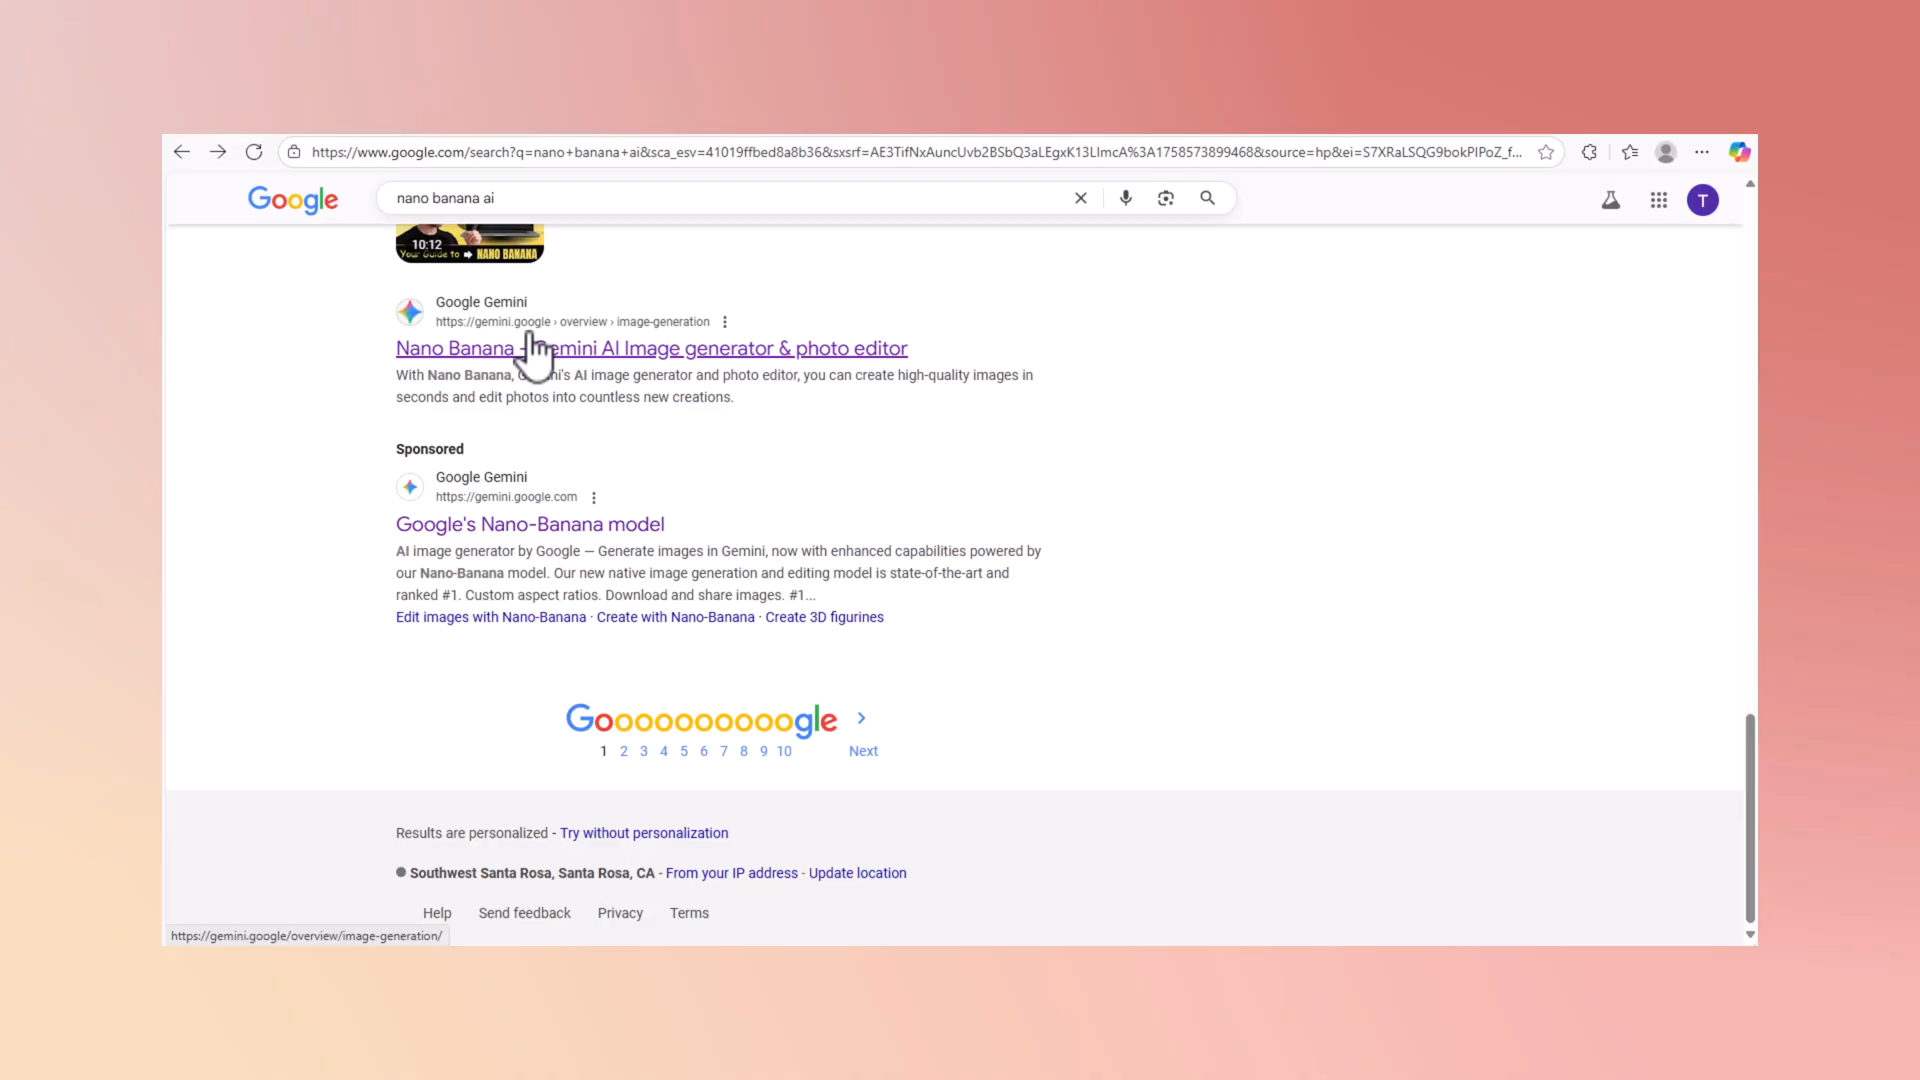 https://www.google.com/search?q=nano+banana+ai&sca_esv=41019ffbed8a8b36&sxsrf=AE3TifNxAuncUvb2BSbQ3aLEgxK13LlmcA%3A1758573899468&source=hp&ei=S7XRaLSQG9bokPIPoZ_f...
Google
nano banana ai
T
10:12
Your Guide to ➡ NANO BANANA
Google Gemini
https://gemini.google › overview › image-generation
Nano Banana - Gemini AI Image generator & photo editor
With Nano Banana, Gemini's AI image generator and photo editor, you can create high-quality images in
seconds and edit photos into countless new creations.
Sponsored
Google Gemini
https://gemini.google.com
Google's Nano-Banana model
AI image generator by Google — Generate images in Gemini, now with enhanced capabilities powered by
our Nano-Banana model. Our new native image generation and editing model is state-of-the-art and
ranked #1. Custom aspect ratios. Download and share images. #1...
Edit images with Nano-Banana · Create with Nano-Banana · Create 3D figurines
Goooooooooogle >
1 2 3 4 5 6 7 8 9 10 Next
Results are personalized - Try without personalization
Southwest Santa Rosa, Santa Rosa, CA - From your IP address - Update location
Help Send feedback Privacy Terms
https://gemini.google/overview/image-generation/